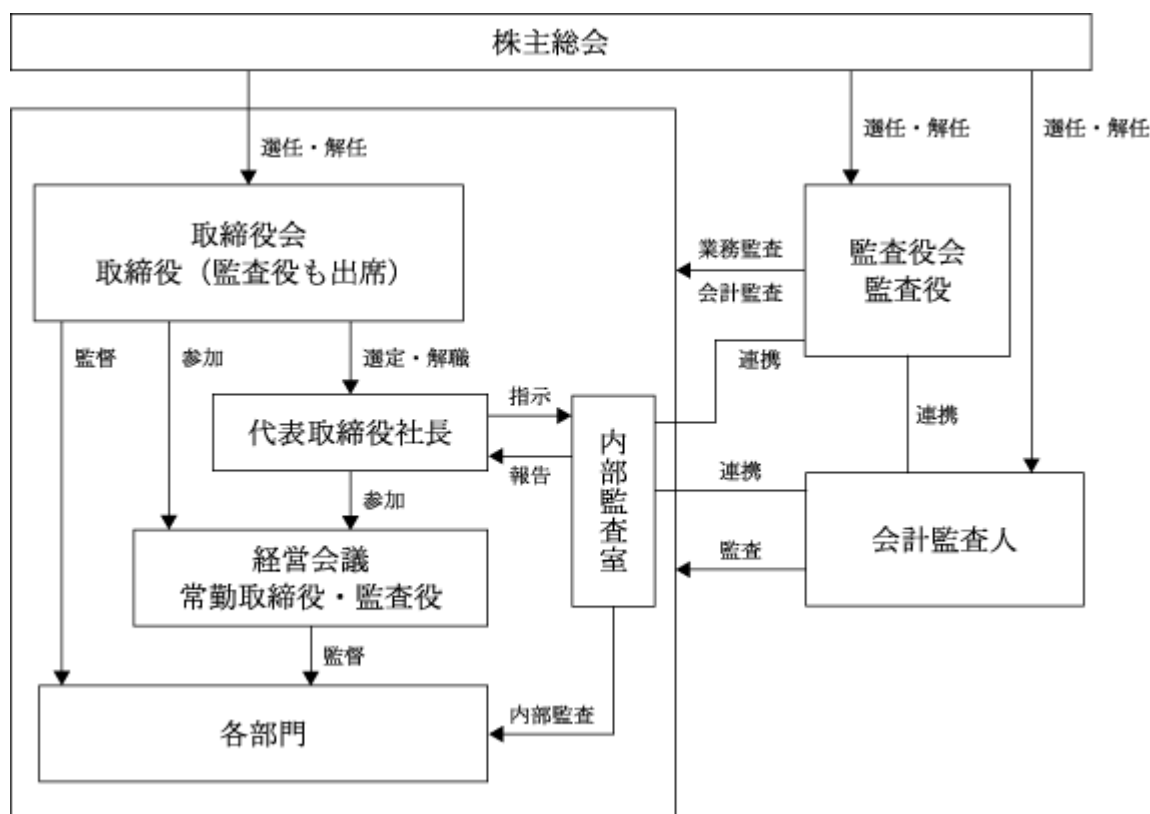 株主総会
選任・解任
選任・解任
選任・解任
取締役会
取締役（監査役も出席）
業務監査
会計監査
監査役会
監査役
監督
参加
選定・解職
連携
指示
代表取締役社長
報告
内部監査室
連携
連携
参加
経営会議
常勤取締役・監査役
監査
会計監査人
監督
各部門
内部監査